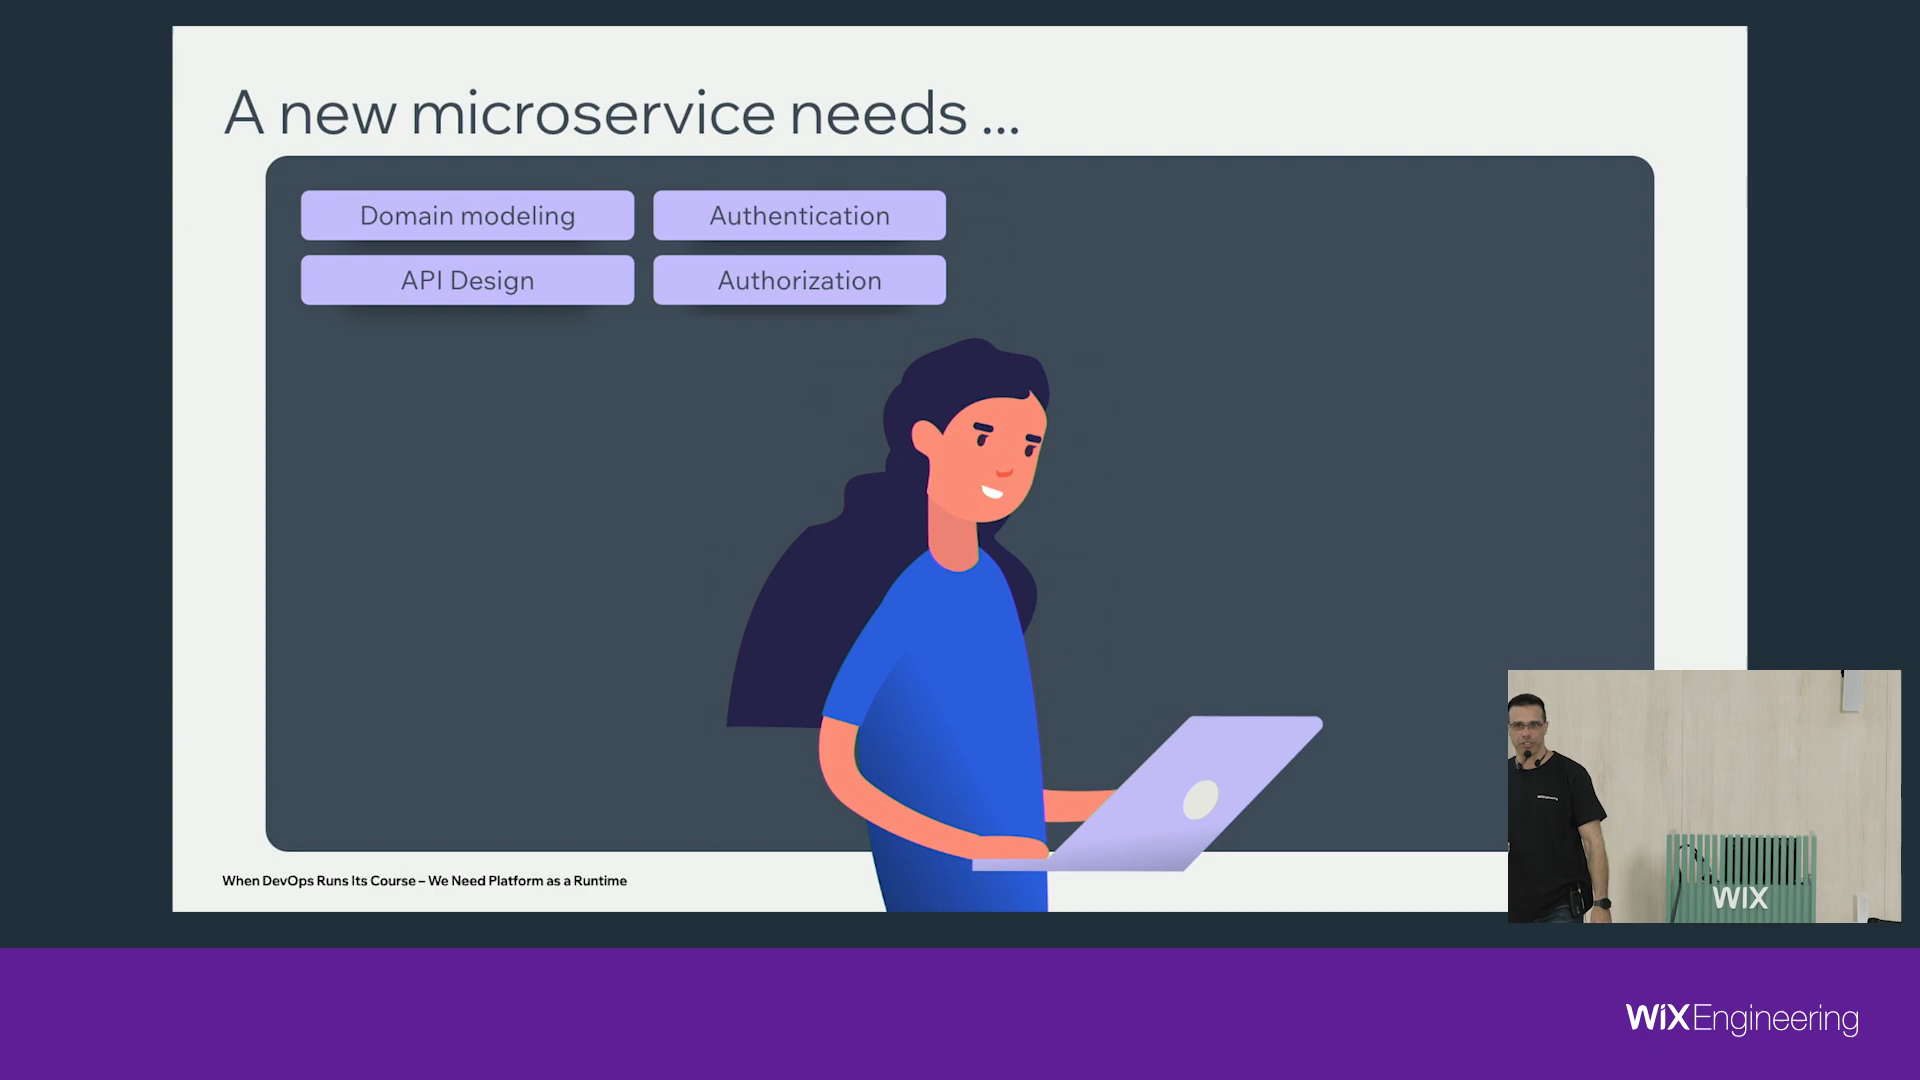 A new microservice needs ...
Domain modeling
Authentication
API Design
Authorization
When DevOps Runs Its Course – We Need Platform as a Runtime
WIX
WiX Engineering